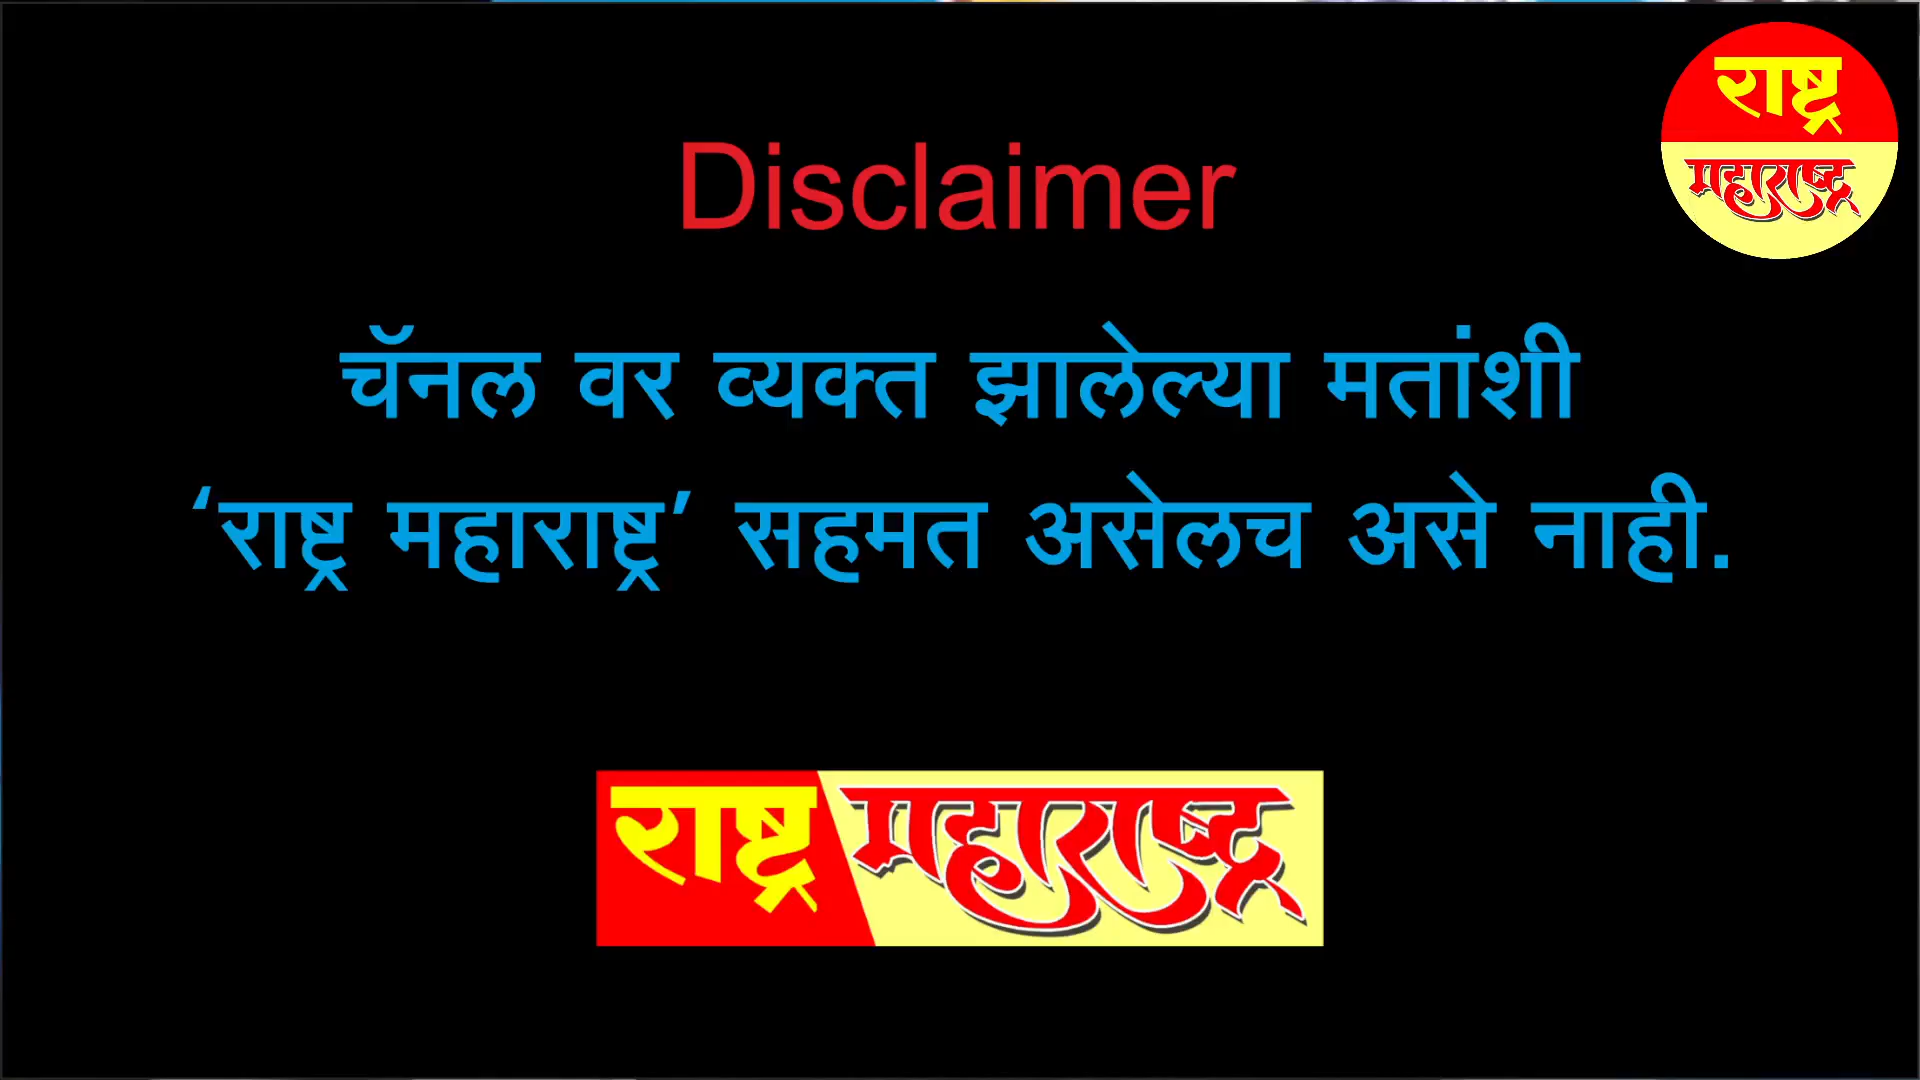 राष्ट्र
महाराष्ट्र
Disclaimer
चॅनल वर व्यक्त झालेल्या मतांशी
‘राष्ट्र महाराष्ट्र’ सहमत असेलच असे नाही.
राष्ट्र महाराष्ट्र